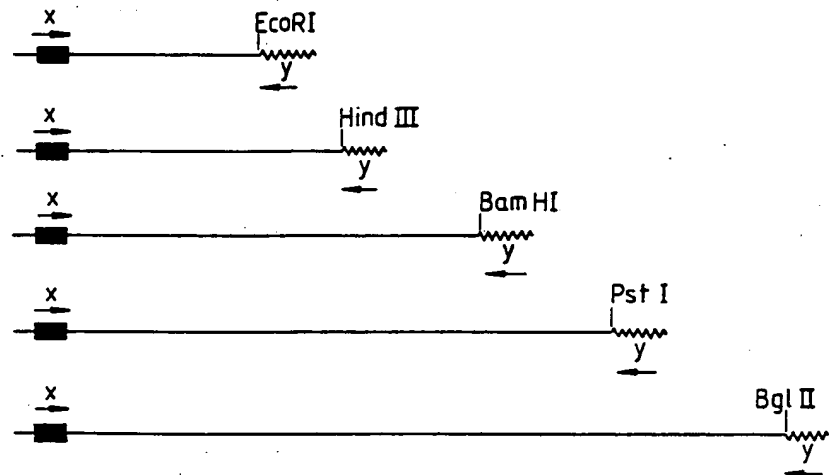 x EcoRI
y
x Hind III
y
x Bam HI
y
x Pst I
y
x Bgl II
y